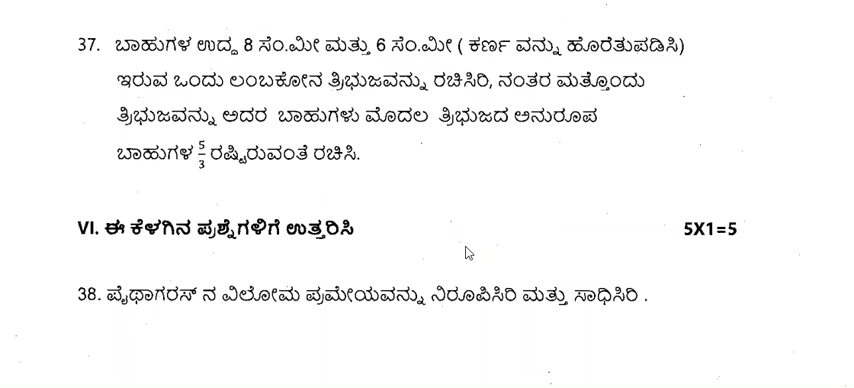 37. ಬಾಹುಗಳ ಉದ್ದ 8 ಸೆಂ.ಮೀ ಮತ್ತು 6 ಸೆಂ.ಮೀ ( ಕರ್ಣ ವನ್ನು ಹೊರೆತುಪಡಿಸಿ)
ಇರುವ ಒಂದು ಲಂಬಕೋನ ತ್ರಿಭುಜವನ್ನು ರಚಿಸಿರಿ, ನಂತರ ಮತ್ತೊಂದು
ತ್ರಿಭುಜವನ್ನು ಅದರ ಬಾಹುಗಳು ಮೊದಲ ತ್ರಿಭುಜದ ಅನುರೂಪ
ಬಾಹುಗಳ 5/3 ರಷ್ಟಿರುವಂತೆ ರಚಿಸಿ.
VI. ಈ ಕೆಳಗಿನ ಪ್ರಶ್ನೆಗಳಿಗೆ ಉತ್ತರಿಸಿ 5X1=5
38. ಪೈಥಾಗರಸ್ ನ ವಿಲೋಮ ಪ್ರಮೇಯವನ್ನು ನಿರೂಪಿಸಿರಿ ಮತ್ತು ಸಾಧಿಸಿರಿ .